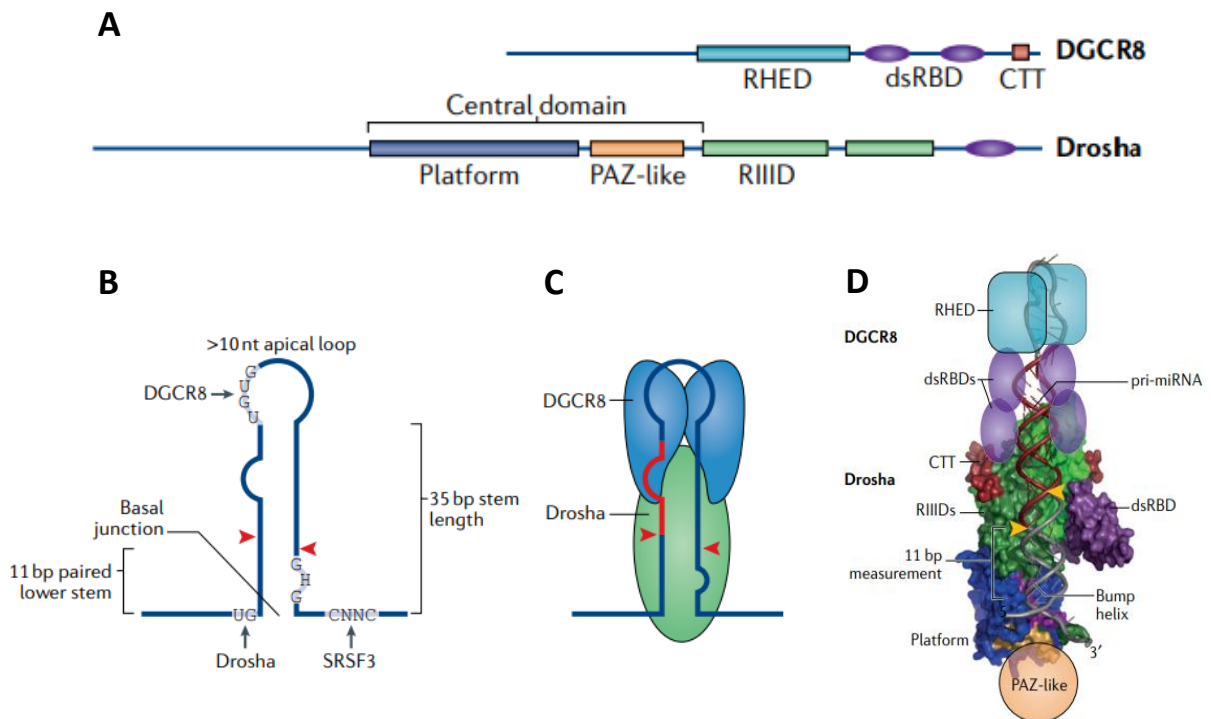 A
DGCR8
RHED
dsRBD
CTT
Central domain
Drosha
Platform
PAZ-like
RIIID
B
>10 nt apical loop
DGCR8
G
U
G
U
Basal
junction
35 bp stem
length
11 bp paired
lower stem
G
H
G
UG
CNNC
Drosha
SRSF3
C
DGCR8
Drosha
D
RHED
DGCR8
dsRBDs
pri-miRNA
CTT
Drosha
RIIIDs
dsRBD
11 bp
measurement
Bump
helix
5′
Platform
3′
PAZ-like